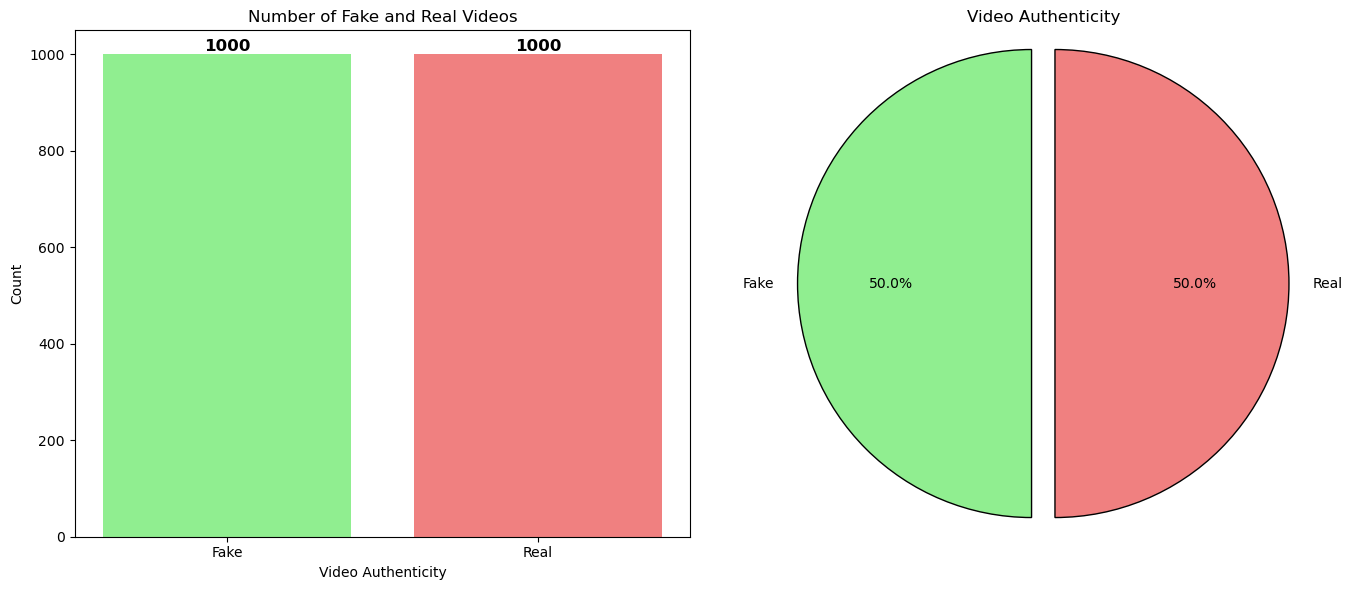 Number of Fake and Real Videos
1000
1000
1000
800
600
400
200
0
Count
Fake
Real
Video Authenticity
Video Authenticity
Fake
50.0%
50.0%
Real